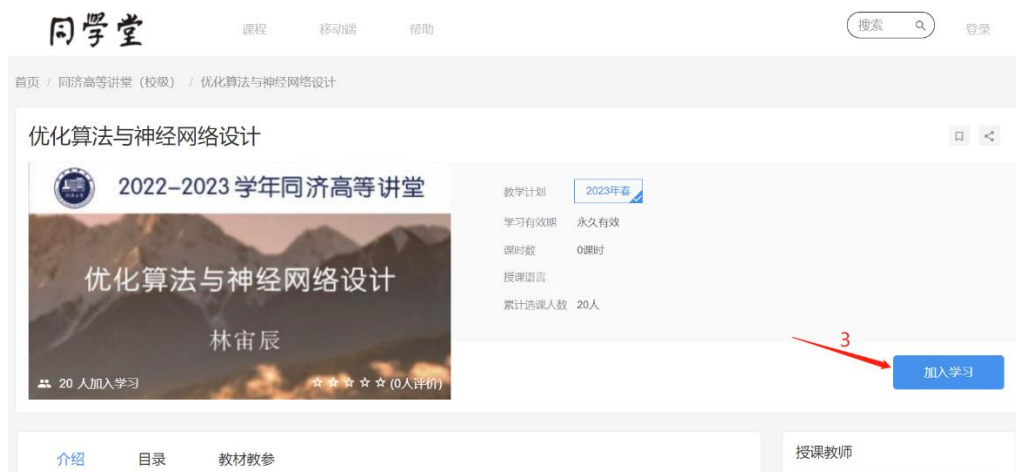 同學堂 课程 移动端 帮助 搜索 登录
首页 / 同济高等讲堂（校级） / 优化算法与神经网络设计
优化算法与神经网络设计
2022-2023学年同济高等讲堂
优化算法与神经网络设计
林宙辰
20 人加入学习 (0人评价)
教学计划 2023年春
学习有效期 永久有效
课时数 0课时
授课语言
累计选课人数 20人
3
加入学习
介绍 目录 教材教参
授课教师